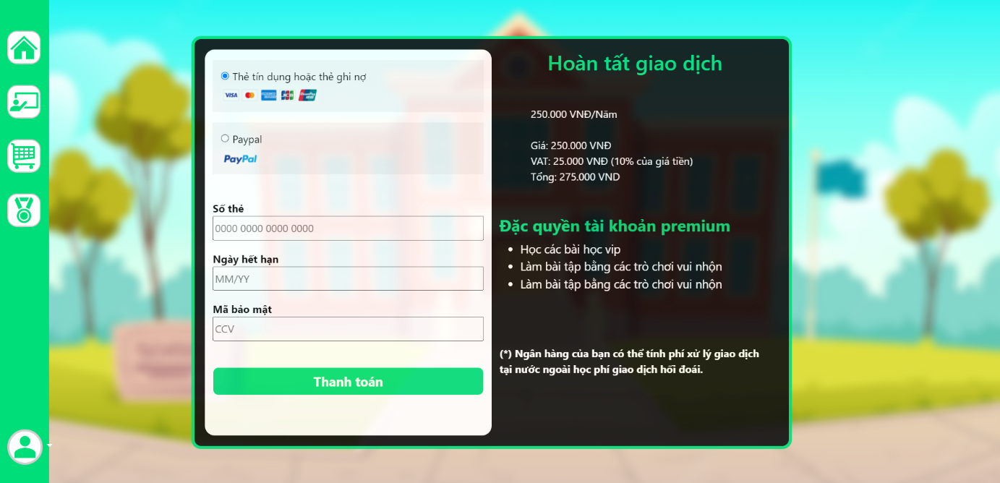 Thẻ tín dụng hoặc thẻ ghi nợ
VISA JCB UnionPay
Paypal
PayPal
Số thẻ
0000 0000 0000 0000
Ngày hết hạn
MM/YY
Mã bảo mật
CCV
Thanh toán
Hoàn tất giao dịch
250.000 VNĐ/Năm
Giá: 250.000 VNĐ
VAT: 25.000 VNĐ (10% của giá tiền)
Tổng: 275.000 VND
Đặc quyền tài khoản premium
• Học các bài học vip
• Làm bài tập bằng các trò chơi vui nhộn
• Làm bài tập bằng các trò chơi vui nhộn
(*) Ngân hàng của bạn có thể tính phí xử lý giao dịch
tại nước ngoài học phí giao dịch hối đoái.